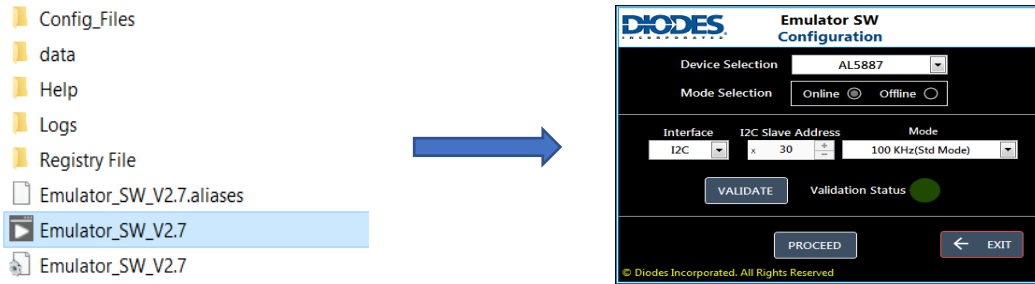 Config_Files
data
Help
Logs
Registry File
Emulator_SW_V2.7.aliases
Emulator_SW_V2.7
Emulator_SW_V2.7
DIODES
INCORPORATED
Emulator SW
Configuration
Device Selection AL5887
Mode Selection Online Offline
Interface I2C Slave Address Mode
I2C x 30 100 KHz(Std Mode)
VALIDATE Validation Status
PROCEED ← EXIT
© Diodes Incorporated. All Rights Reserved